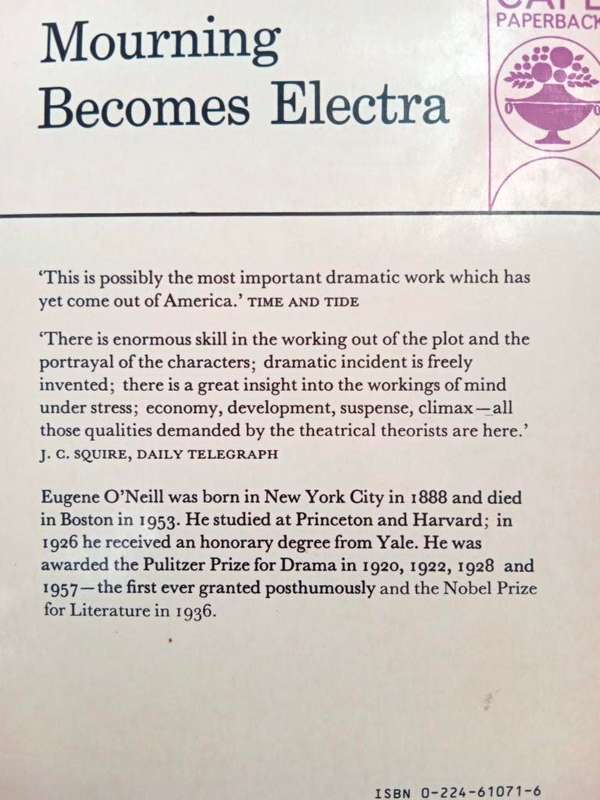 Mourning
Becomes Electra
CAPE
PAPERBACK
‘This is possibly the most important dramatic work which has
yet come out of America.’ TIME AND TIDE
‘There is enormous skill in the working out of the plot and the
portrayal of the characters; dramatic incident is freely
invented; there is a great insight into the workings of mind
under stress; economy, development, suspense, climax—all
those qualities demanded by the theatrical theorists are here.’
J. C. SQUIRE, DAILY TELEGRAPH
Eugene O’Neill was born in New York City in 1888 and died
in Boston in 1953. He studied at Princeton and Harvard; in
1926 he received an honorary degree from Yale. He was
awarded the Pulitzer Prize for Drama in 1920, 1922, 1928 and
1957—the first ever granted posthumously and the Nobel Prize
for Literature in 1936.
ISBN 0-224-61071-6